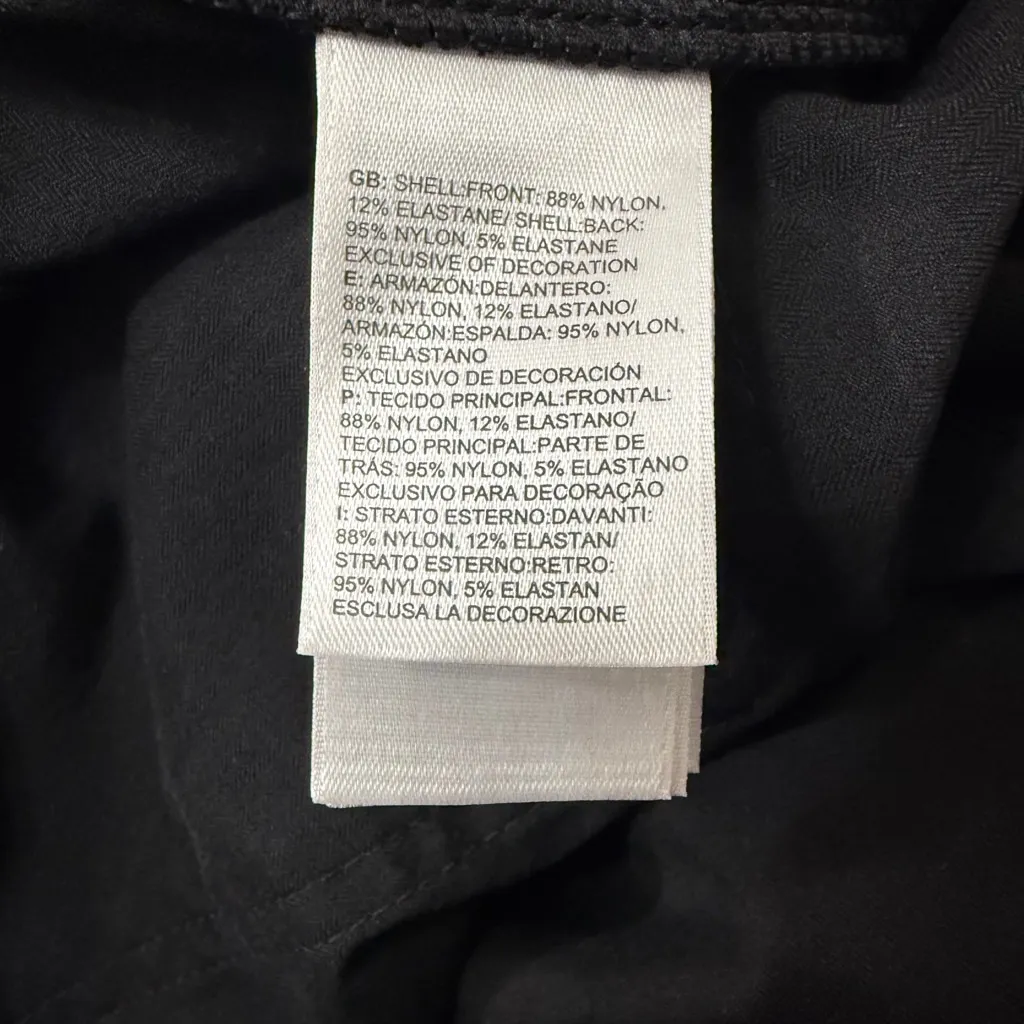 GB: SHELL:FRONT: 88% NYLON,
12% ELASTANE/ SHELL:BACK:
95% NYLON, 5% ELASTANE
EXCLUSIVE OF DECORATION
E: ARMAZÓN:DELANTERO:
88% NYLON, 12% ELASTANO/
ARMAZÓN:ESPALDA: 95% NYLON,
5% ELASTANO
EXCLUSIVO DE DECORACIÓN
P: TECIDO PRINCIPAL:FRONTAL:
88% NYLON, 12% ELASTANO/
TECIDO PRINCIPAL:PARTE DE
TRÁS: 95% NYLON, 5% ELASTANO
EXCLUSIVO PARA DECORAÇÃO
I: STRATO ESTERNO:DAVANTI:
88% NYLON, 12% ELASTAN/
STRATO ESTERNO:RETRO:
95% NYLON, 5% ELASTAN
ESCLUSA LA DECORAZIONE